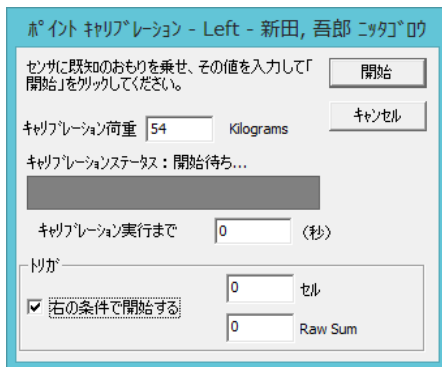 ﾎﾟｲﾝﾄ ｷｬﾘﾌﾞﾚｰｼｮﾝ - Left - 新田, 吾郎 ﾆｯﾀｺﾞﾛｳ
ｾﾝｻに既知のおもりを乗せ、その値を入力して｢
開始｣をｸﾘｯｸしてください。
開始
ｷｬﾘﾌﾞﾚｰｼｮﾝ荷重 54 Kilograms
ｷｬﾝｾﾙ
ｷｬﾘﾌﾞﾚｰｼｮﾝｽﾃｰﾀｽ：開始待ち...
ｷｬﾘﾌﾞﾚｰｼｮﾝ実行まで 0 (秒)
ﾄﾘｶﾞ
右の条件で開始する
0 ｾﾙ
0 Raw Sum